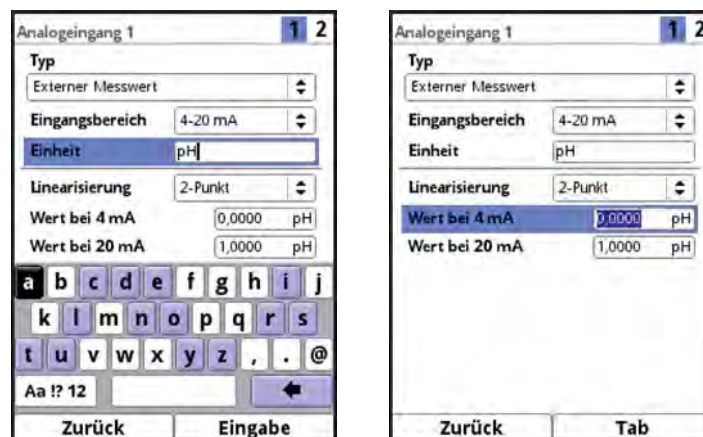 Analogeingang 1 1 2
Typ
Externer Messwert
Eingangsbereich 4-20 mA
Einheit pH
Linearisierung 2-Punkt
Wert bei 4 mA 0,0000 pH
Wert bei 20 mA 1,0000 pH
a b c d e f g h i j
k l m n o p q r s
t u v w x y z , . @
Aa !? 12
Zurück Eingabe
Analogeingang 1 1 2
Typ
Externer Messwert
Eingangsbereich 4-20 mA
Einheit pH
Linearisierung 2-Punkt
Wert bei 4 mA 0,0000 pH
Wert bei 20 mA 1,0000 pH
Zurück Tab